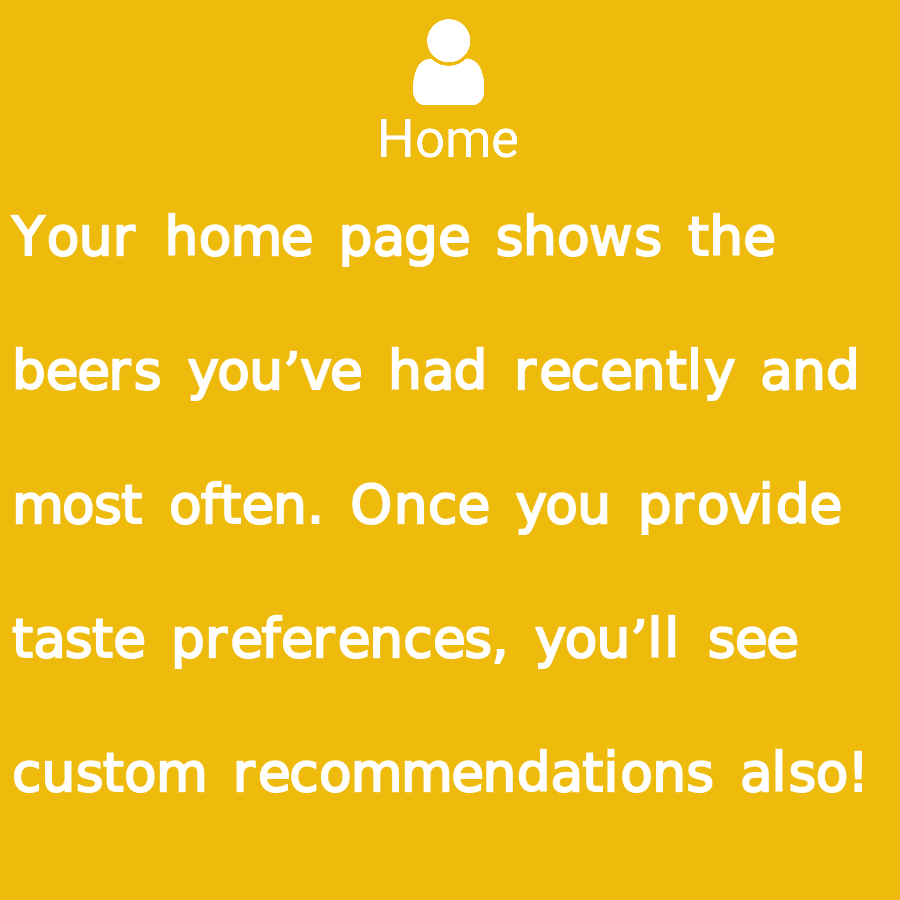 Home
Your home page shows the
beers you’ve had recently and
most often. Once you provide
taste preferences, you’ll see
custom recommendations also!